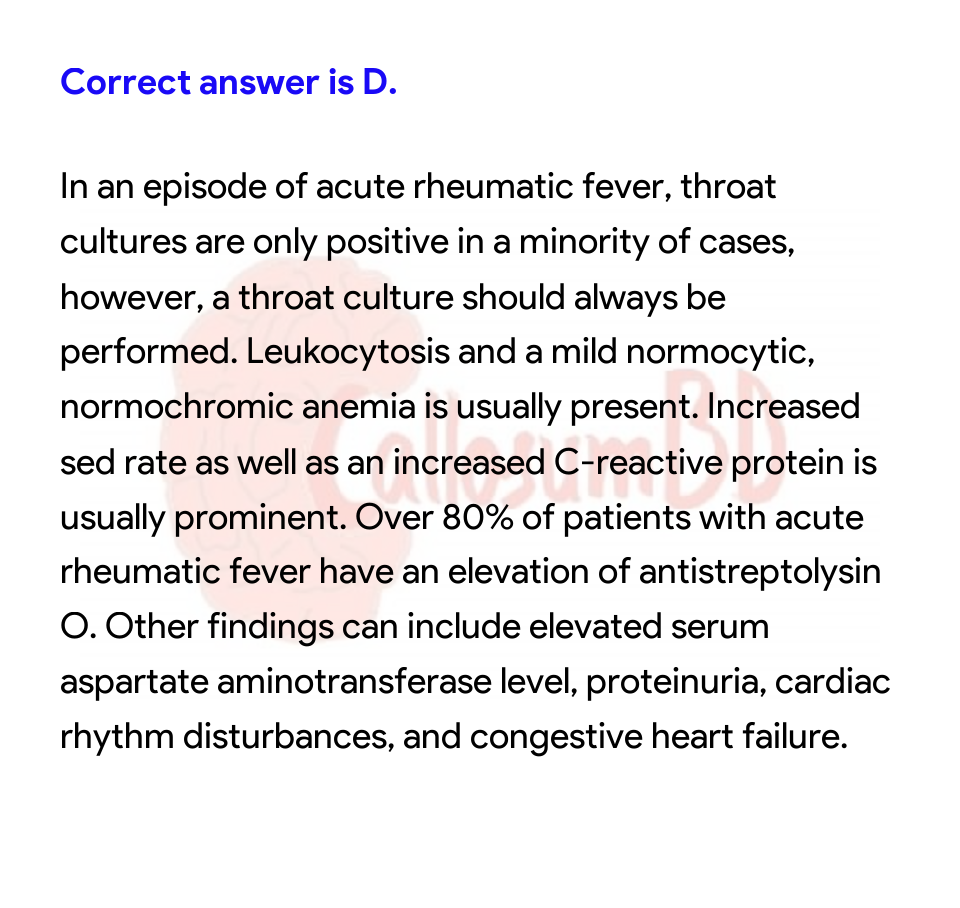 Correct answer is D.
In an episode of acute rheumatic fever, throat
cultures are only positive in a minority of cases,
however, a throat culture should always be
performed. Leukocytosis and a mild normocytic,
normochromic anemia is usually present. Increased
sed rate as well as an increased C-reactive protein is
usually prominent. Over 80% of patients with acute
rheumatic fever have an elevation of antistreptolysin
O. Other findings can include elevated serum
aspartate aminotransferase level, proteinuria, cardiac
rhythm disturbances, and congestive heart failure.
CallosumBD